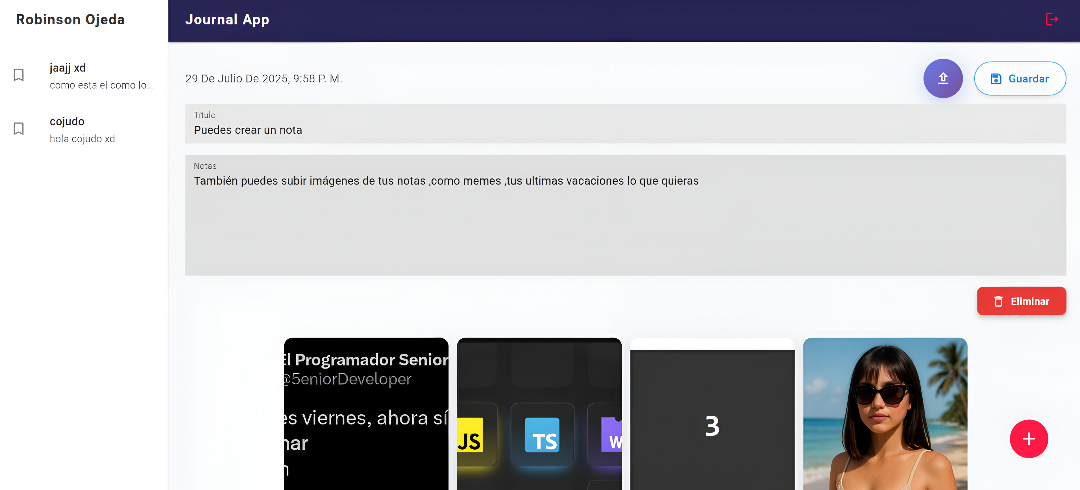 Robinson Ojeda
Journal App
jaajj xd
como esta el como lo...
cojudo
hola cojudo xd
29 De Julio De 2025, 9:58 P. M.
Guardar
Título
Puedes crear un nota
Notas
También puedes subir imágenes de tus notas ,como memes ,tus ultimas vacaciones lo que quieras
Eliminar
El Programador Senior
@5eniorDeveloper
es viernes, ahora sí
nar
n
JS
TS
W
3